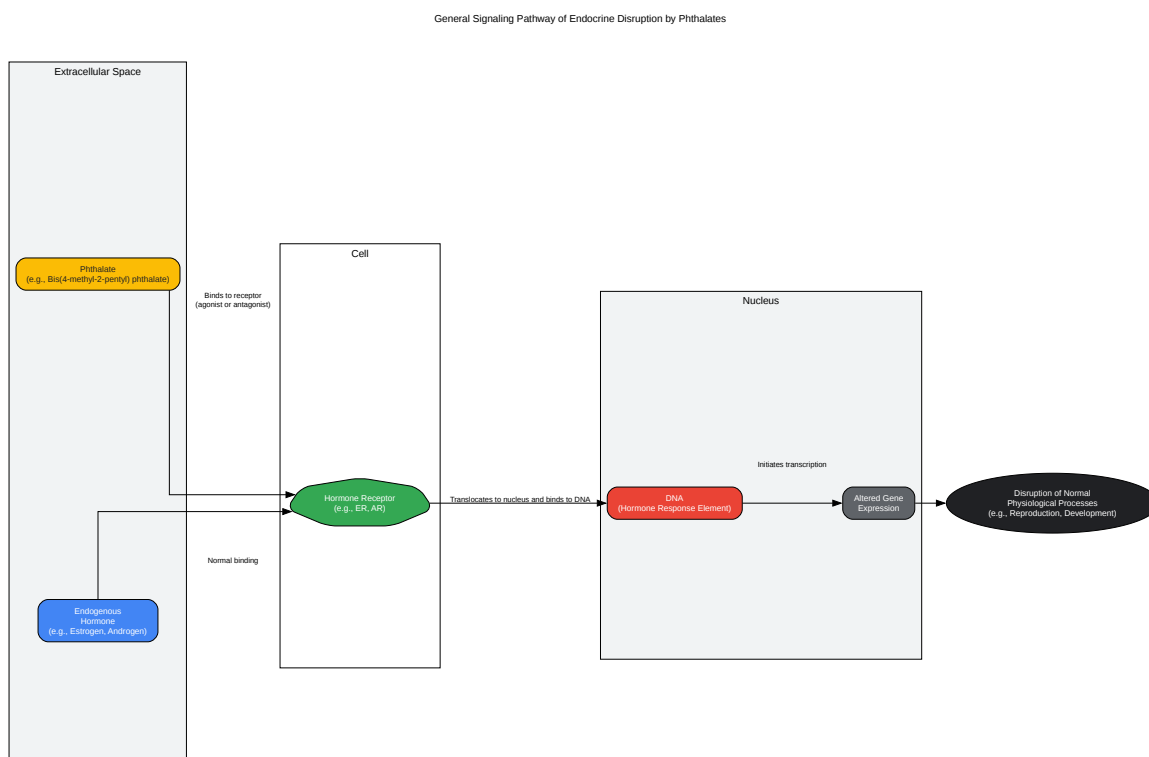 General Signaling Pathway of Endocrine Disruption by Phthalates
Extracellular Space
Phthalate
(e.g., Bis(4-methyl-2-pentyl) phthalate)
Binds to receptor
(agonist or antagonist)
Cell
Hormone Receptor
(e.g., ER, AR)
Normal binding
Endogenous
Hormone
(e.g., Estrogen, Androgen)
Translocates to nucleus and binds to DNA
Nucleus
DNA
(Hormone Response Element)
Initiates transcription
Altered Gene
Expression
Disruption of Normal
Physiological Processes
(e.g., Reproduction, Development)